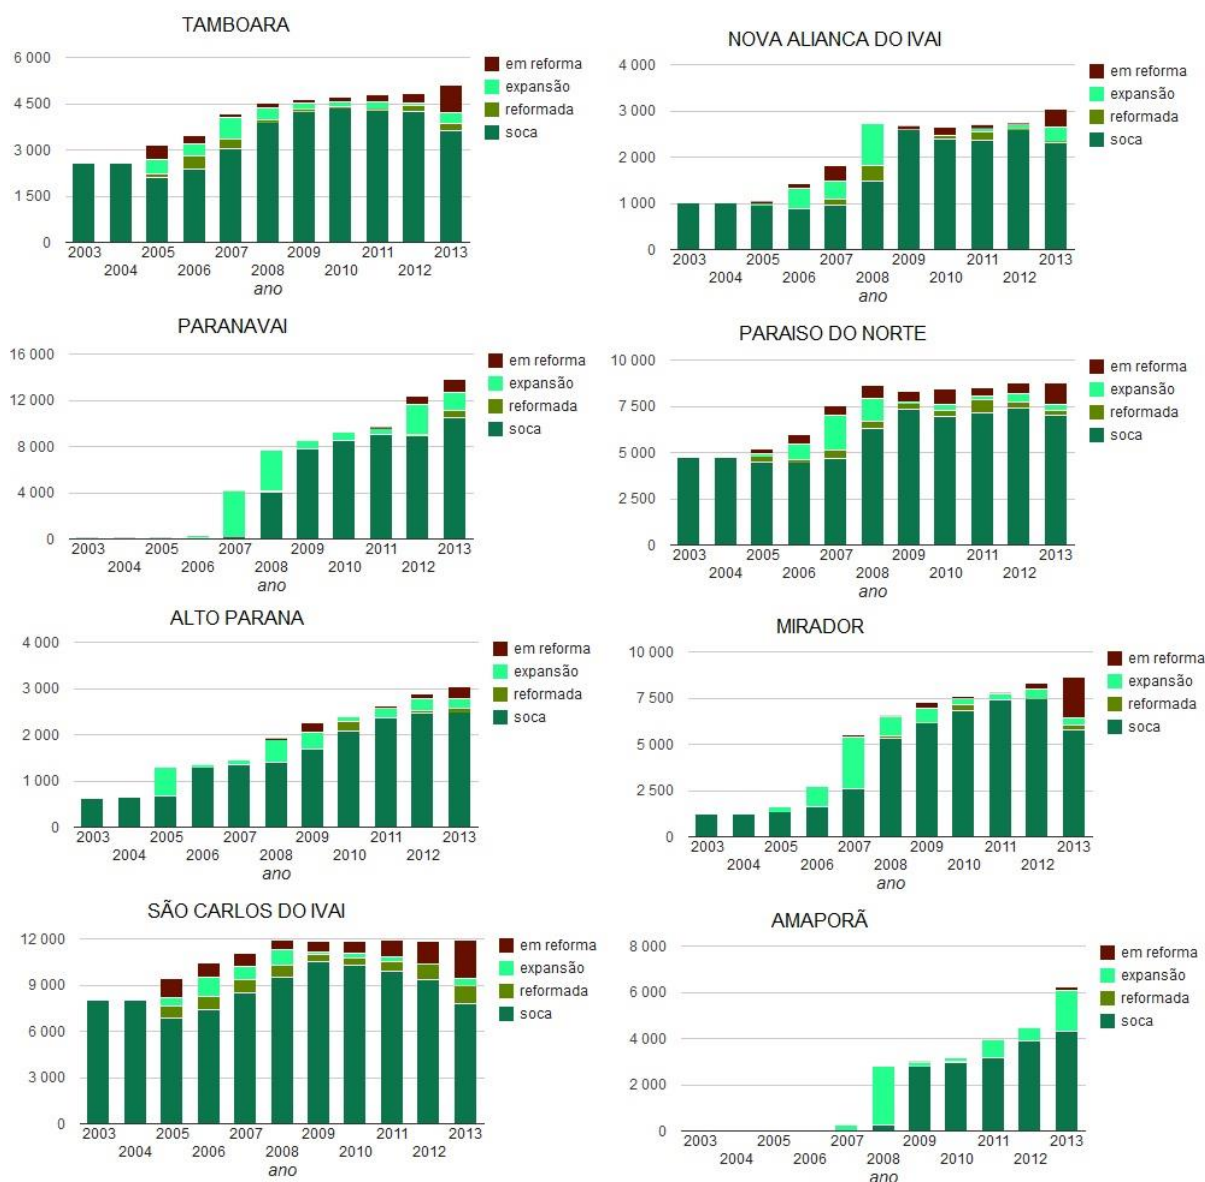 TAMBOARA
6 000
4 500
3 000
1 500
0
2003 2005 2007 2009 2011 2013
2004 2006 2008 2010 2012
ano
em reforma
expansão
reformada
soca
NOVA ALIANCA DO IVAI
4 000
3 000
2 000
1 000
0
2003 2005 2007 2009 2011 2013
2004 2006 2008 2010 2012
ano
em reforma
expansão
reformada
soca
PARANAVAI
16 000
12 000
8 000
4 000
0
2003 2005 2007 2009 2011 2013
2004 2006 2008 2010 2012
ano
em reforma
expansão
reformada
soca
PARAISO DO NORTE
10 000
7 500
5 000
2 500
0
2003 2005 2007 2009 2011 2013
2004 2006 2008 2010 2012
ano
em reforma
expansão
reformada
soca
ALTO PARANA
4 000
3 000
2 000
1 000
0
2003 2005 2007 2009 2011 2013
2004 2006 2008 2010 2012
ano
em reforma
expansão
reformada
soca
MIRADOR
10 000
7 500
5 000
2 500
0
2003 2005 2007 2009 2011 2013
2004 2006 2008 2010 2012
ano
em reforma
expansão
reformada
soca
SÃO CARLOS DO IVAI
12 000
9 000
6 000
3 000
0
2003 2005 2007 2009 2011 2013
2004 2006 2008 2010 2012
ano
em reforma
expansão
reformada
soca
AMAPORÃ
8 000
6 000
4 000
2 000
0
2003 2005 2007 2009 2011 2013
2004 2006 2008 2010 2012
ano
em reforma
expansão
reformada
soca